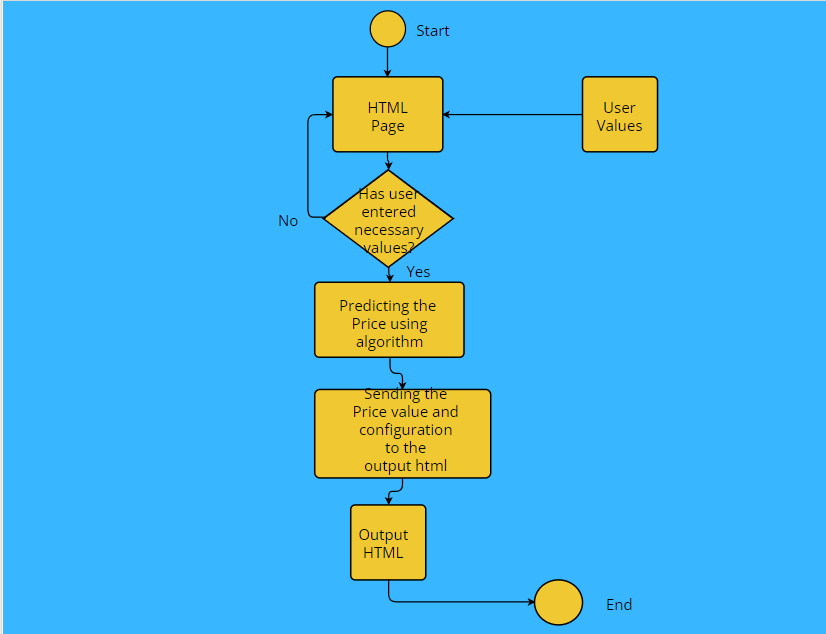 Start
HTML
Page
User
Values
Has user
entered
necessary
values?
No
Yes
Predicting the
Price using
algorithm
Sending the
Price value and
configuration
to the
output html
Output
HTML
End